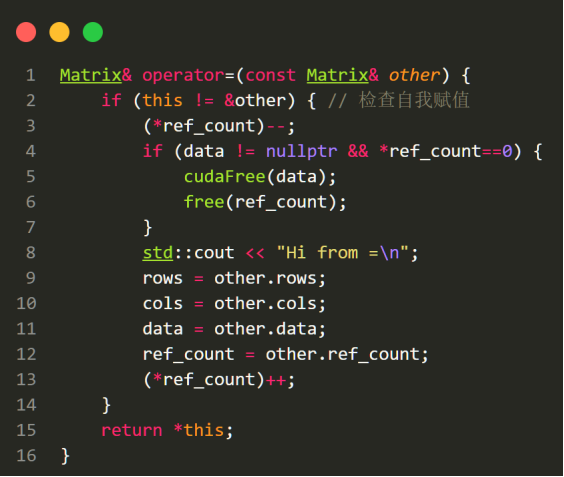 1 Matrix& operator=(const Matrix& other) {
2     if (this != &other) { // 检查自我赋值
3         (*ref_count)--;
4         if (data != nullptr && *ref_count==0) {
5             cudaFree(data);
6             free(ref_count);
7         }
8         std::cout << "Hi from =\n";
9         rows = other.rows;
10         cols = other.cols;
11         data = other.data;
12         ref_count = other.ref_count;
13         (*ref_count)++;
14     }
15     return *this;
16 }